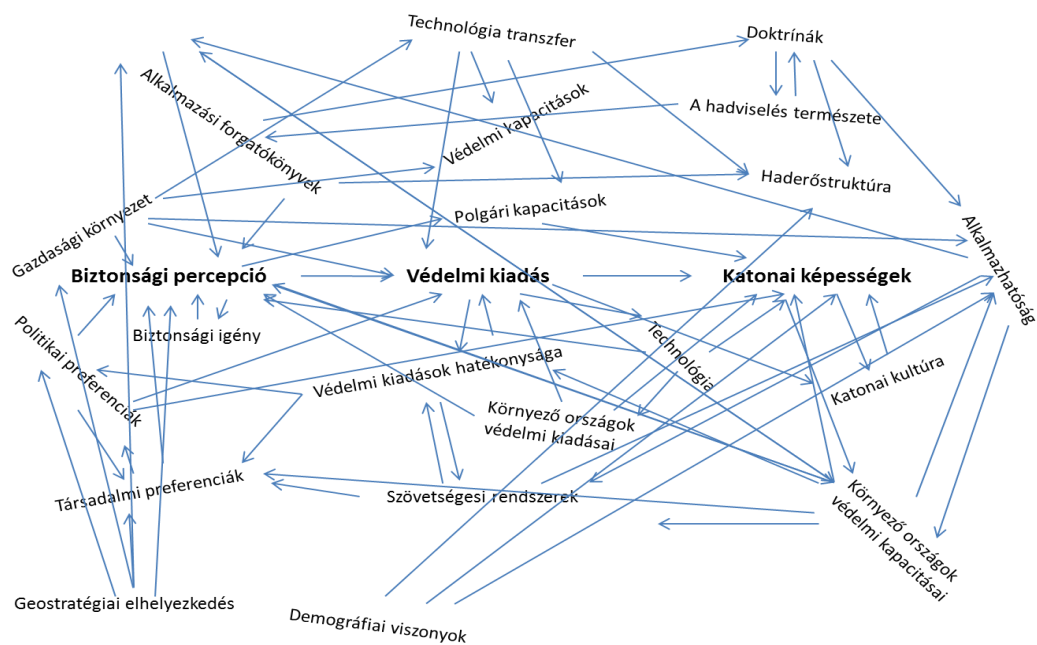 Technológia transzfer
Doktrínák
Alkalmazási forgatókönyvek
Védelmi kapacitások
A hadviselés természete
Haderőstruktúra
Gazdasági környezet
Polgári kapacitások
Alkalmazhatóság
Biztonsági percepció
Védelmi kiadás
Katonai képességek
Politikai preferenciák
Biztonsági igény
Technológia
Védelmi kiadások hatékonysága
Katonai kultúra
Környező országok
védelmi kiadásai
Társadalmi preferenciák
Szövetségesi rendszerek
Környező országok
védelmi kapacitásai
Geostratégiai elhelyezkedés
Demográfiai viszonyok